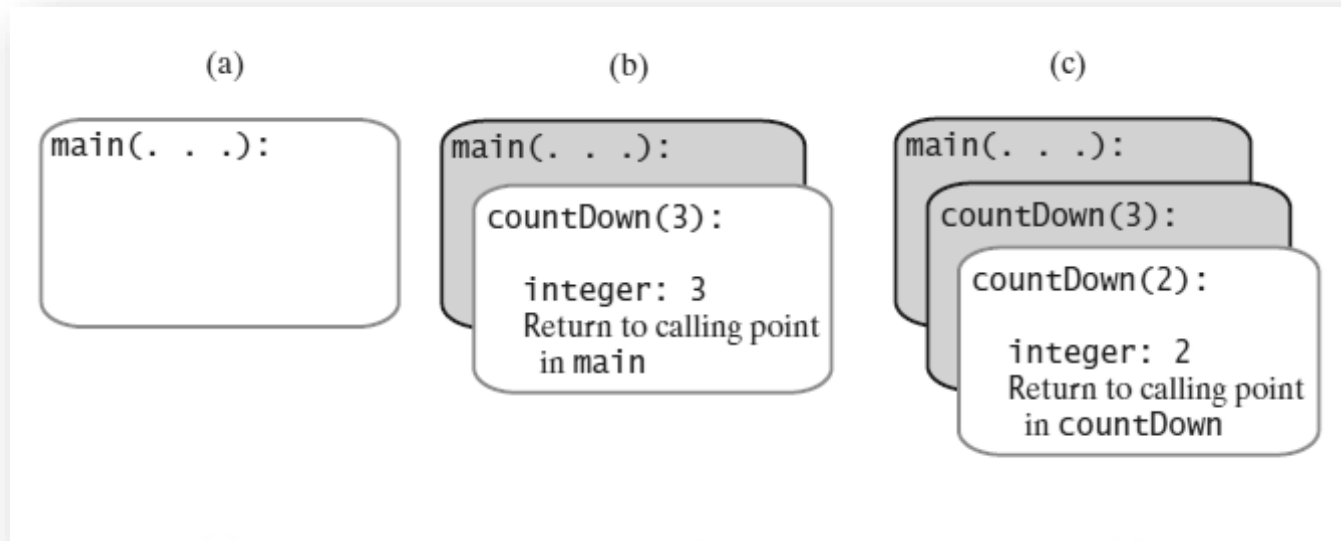 (a)
main(. . .):
(b)
main(. . .):
countDown(3):
integer: 3
Return to calling point
in main
(c)
main(. . .):
countDown(3):
countDown(2):
integer: 2
Return to calling point
in countDown